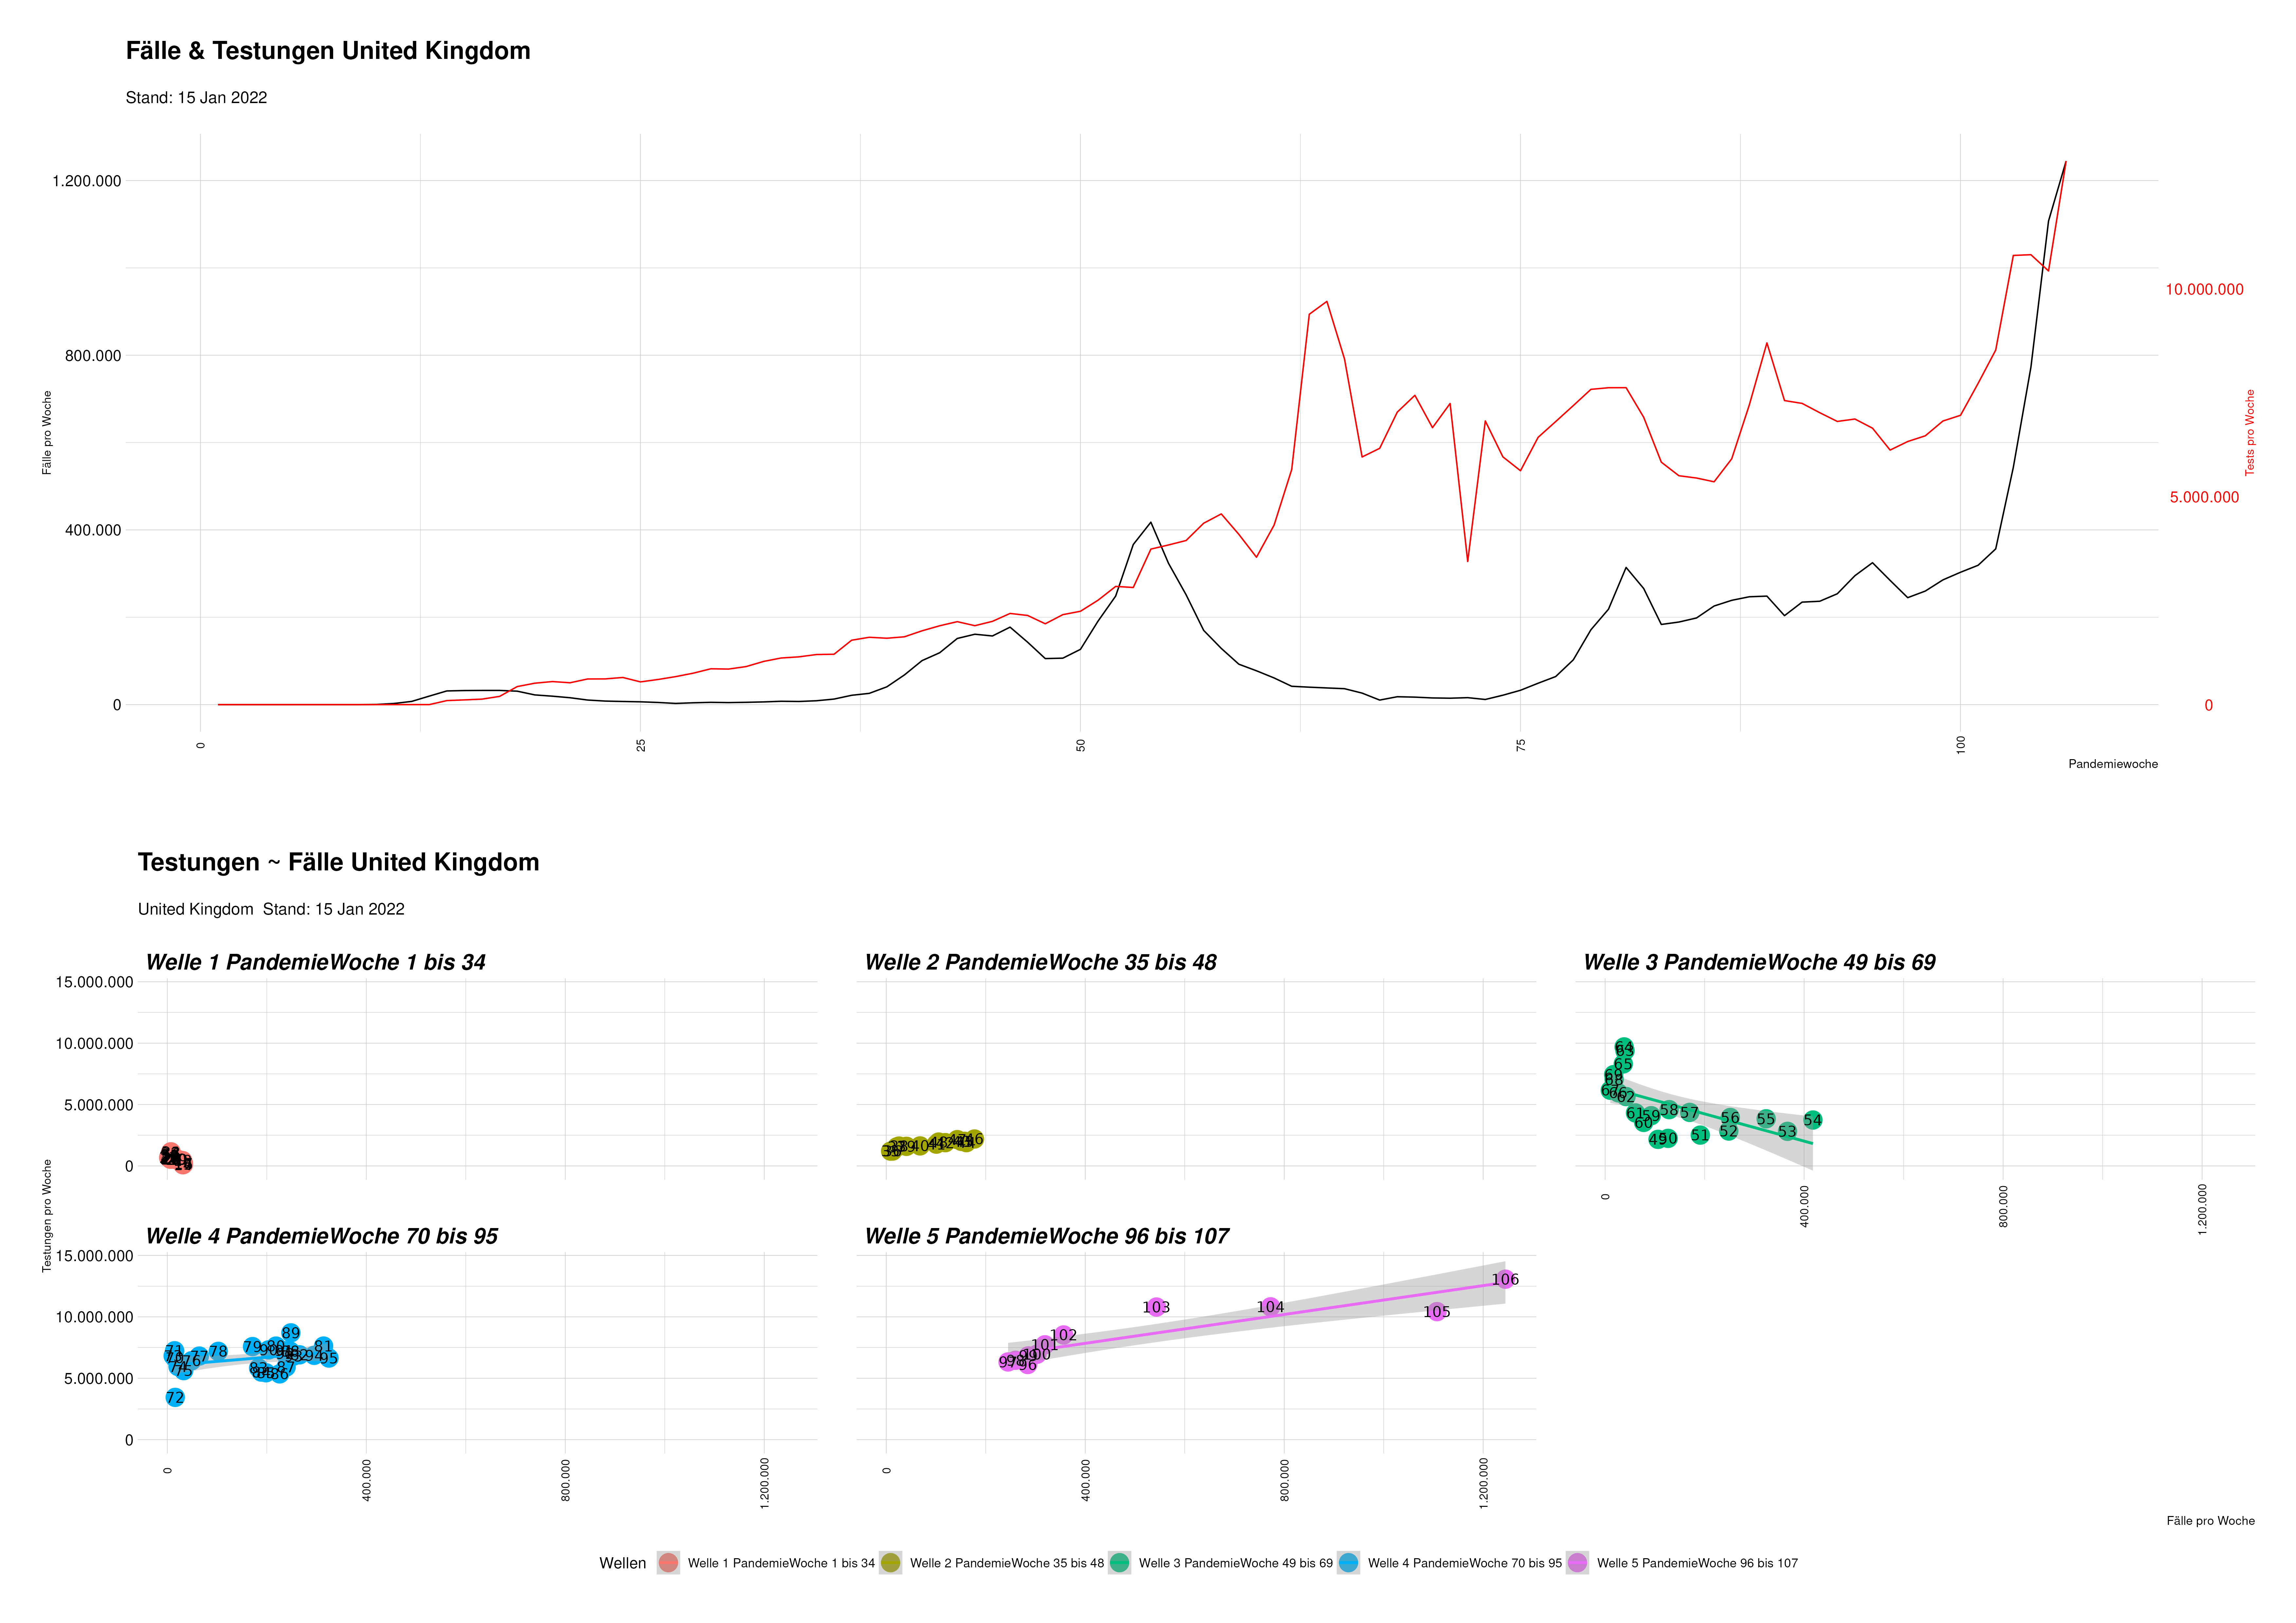 Fälle & Testungen United Kingdom
Stand: 15 Jan 2022
1.200.000
800.000
400.000
0
Fälle pro Woche
10.000.000
5.000.000
0
Tests pro Woche
0 25 50 75 100
Pandemiewoche
Testungen ~ Fälle United Kingdom
United Kingdom Stand: 15 Jan 2022
Testungen pro Woche
Welle 1 PandemieWoche 1 bis 34
15.000.000
10.000.000
5.000.000
0
Welle 2 PandemieWoche 35 bis 48
40
46
Welle 3 PandemieWoche 49 bis 69
64
63
65
69
68
67
66
62
61
59
60
58
57
56
55
54
49
50
51
52
53
0 400.000 800.000 1.200.000
Welle 4 PandemieWoche 70 bis 95
15.000.000
10.000.000
5.000.000
0
71
76
77
78
75
72
79
89
81
94
95
87
86
0 400.000 800.000 1.200.000
Welle 5 PandemieWoche 96 bis 107
97
98
99
96
100
101
102
103
104
105
106
0 400.000 800.000 1.200.000
Fälle pro Woche
Wellen
Welle 1 PandemieWoche 1 bis 34
Welle 2 PandemieWoche 35 bis 48
Welle 3 PandemieWoche 49 bis 69
Welle 4 PandemieWoche 70 bis 95
Welle 5 PandemieWoche 96 bis 107